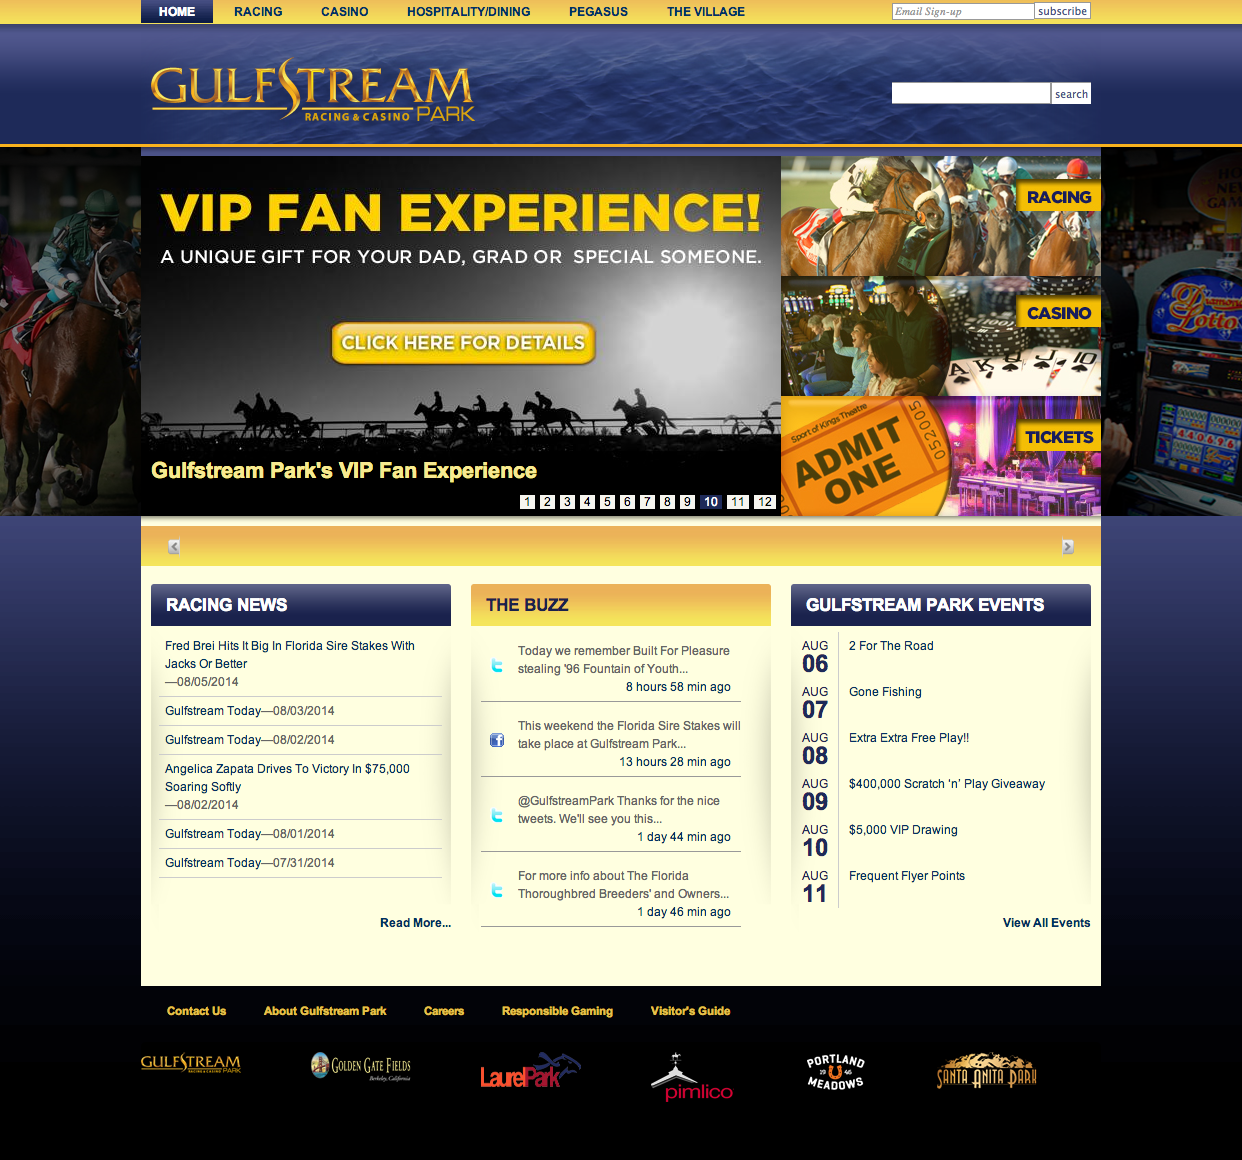 HOME RACING CASINO HOSPITALITY/DINING PEGASUS THE VILLAGE
Email Sign-up subscribe
GULFSTREAM
RACING & CASINO PARK
search
VIP FAN EXPERIENCE!
A UNIQUE GIFT FOR YOUR DAD, GRAD OR SPECIAL SOMEONE.
CLICK HERE FOR DETAILS
Gulfstream Park's VIP Fan Experience
1 2 3 4 5 6 7 8 9 10 11 12
RACING
CASINO
A K Q J 10
Sport of Kings Theatre
ADMIT
ONE
052005
TICKETS
Diamond
Lotto
RACING NEWS
Fred Brei Hits It Big In Florida Sire Stakes With
Jacks Or Better
—08/05/2014
Gulfstream Today—08/03/2014
Gulfstream Today—08/02/2014
Angelica Zapata Drives To Victory In $75,000
Soaring Softly
—08/02/2014
Gulfstream Today—08/01/2014
Gulfstream Today—07/31/2014
Read More...
THE BUZZ
Today we remember Built For Pleasure
stealing '96 Fountain of Youth...
8 hours 58 min ago
This weekend the Florida Sire Stakes will
take place at Gulfstream Park...
13 hours 28 min ago
@GulfstreamPark Thanks for the nice
tweets. We'll see you this...
1 day 44 min ago
For more info about The Florida
Thoroughbred Breeders' and Owners...
1 day 46 min ago
GULFSTREAM PARK EVENTS
AUG
06 2 For The Road
AUG
07 Gone Fishing
AUG
08 Extra Extra Free Play!!
AUG
09 $400,000 Scratch 'n' Play Giveaway
AUG
10 $5,000 VIP Drawing
AUG
11 Frequent Flyer Points
View All Events
Contact Us About Gulfstream Park Careers Responsible Gaming Visitor's Guide
GULFSTREAM
RACING & CASINO PARK
GOLDEN GATE FIELDS
Berkeley, California
LaurelPark
pimlico
PORTLAND
19 46
MEADOWS
SANTA ANITA PARK